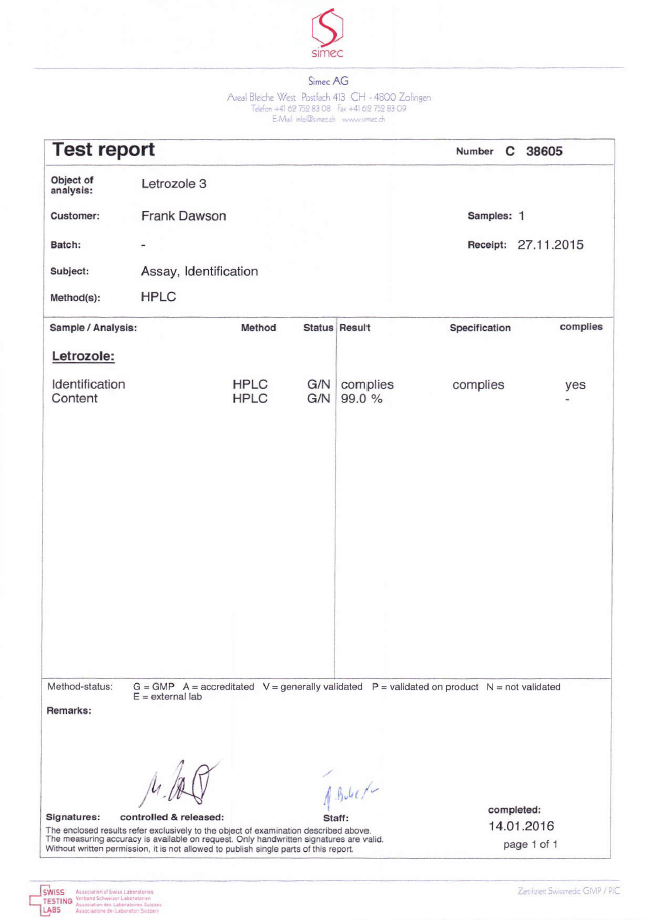 simec
Simec AG
Areal Bleiche West Postfach 413 CH - 4800 Zofingen
Telefon +41 62 752 83 08 Fax +41 62 752 83 09
E-Mail info@simec.ch www.simec.ch
Test report Number C 38605
Object of
analysis: Letrozole 3
Customer: Frank Dawson Samples: 1
Batch: - Receipt: 27.11.2015
Subject: Assay, Identification
Method(s): HPLC
Sample / Analysis: Method Status Result Specification complies
Letrozole:
Identification HPLC G/N complies complies yes
Content HPLC G/N 99.0 % -
Method-status: G = GMP A = accreditated V = generally validated P = validated on product N = not validated
E = external lab
Remarks:
completed:
Signatures: controlled & released: Staff:
14.01.2016
The enclosed results refer exclusively to the object of examination described above.
The measuring accuracy is available on request. Only handwritten signatures are valid.
Without written permission, it is not allowed to publish single parts of this report.
page 1 of 1
SWISS
TESTING
LABS
Association of Swiss Laboratories
Verband Schweizer Laboratorien
Association des Laboratoires Suisses
Associazione dei Laboratori Svizzeri
Zertifiziert Swissmedic GMP / PIC